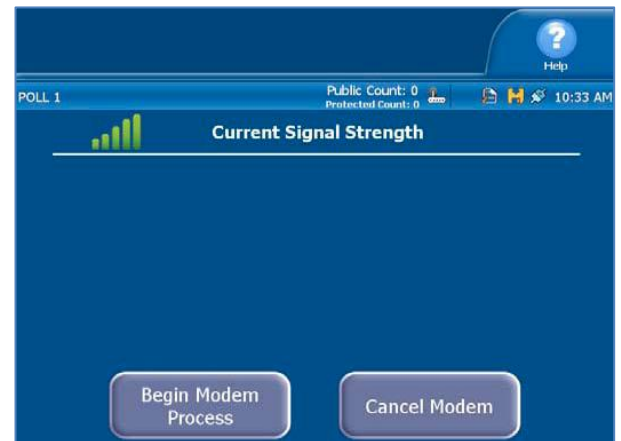 Help
POLL 1
Public Count: 0
Protected Count: 0
10:33 AM
Current Signal Strength
Begin Modem
Process
Cancel Modem